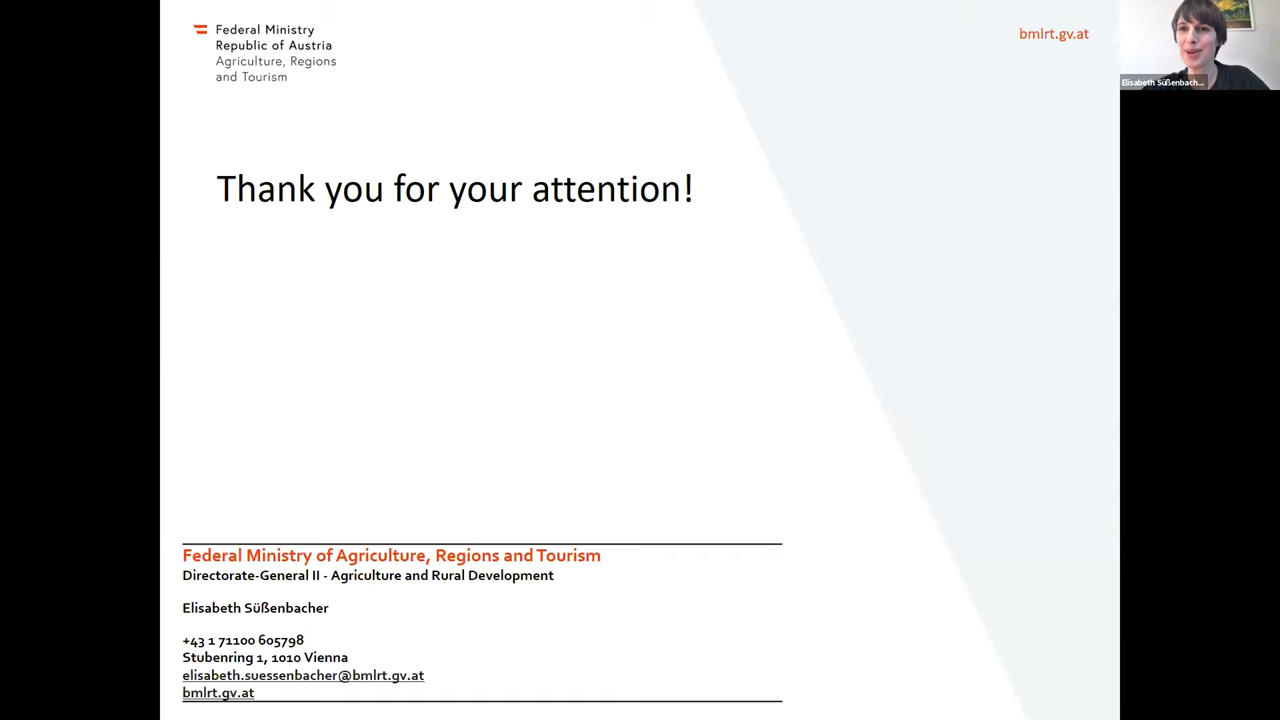 Federal Ministry
Republic of Austria
Agriculture, Regions
and Tourism
bmlrt.gv.at
Elisabeth Süßenbach...
Thank you for your attention!
Federal Ministry of Agriculture, Regions and Tourism
Directorate-General II - Agriculture and Rural Development
Elisabeth Süßenbacher
+43 1 71100 605798
Stubenring 1, 1010 Vienna
elisabeth.suessenbacher@bmlrt.gv.at
bmlrt.gv.at